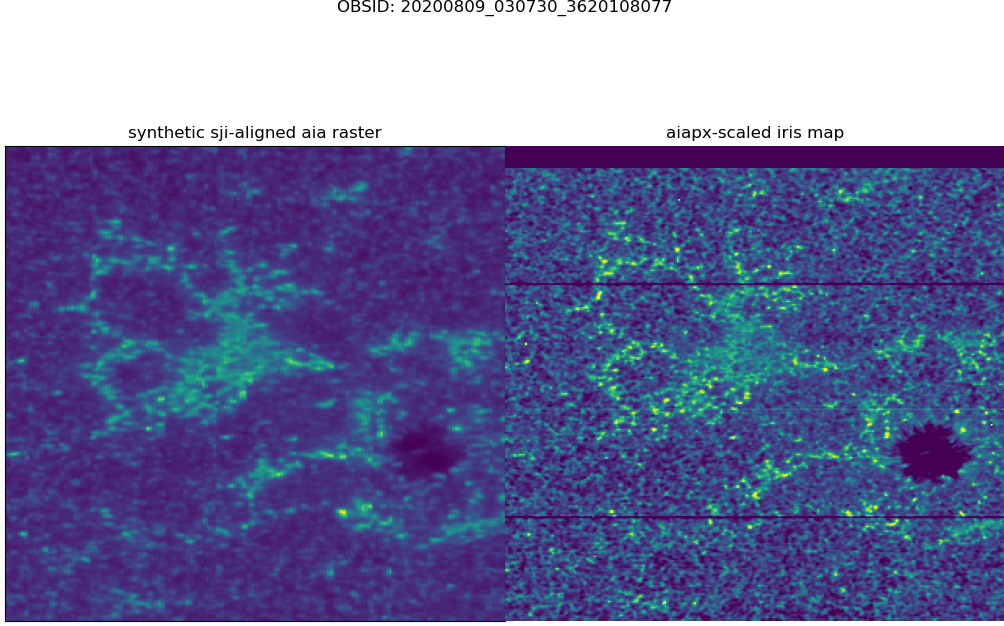 OBSID: 20200809_030730_3620108077
synthetic sji-aligned aia raster
aiapx-scaled iris map